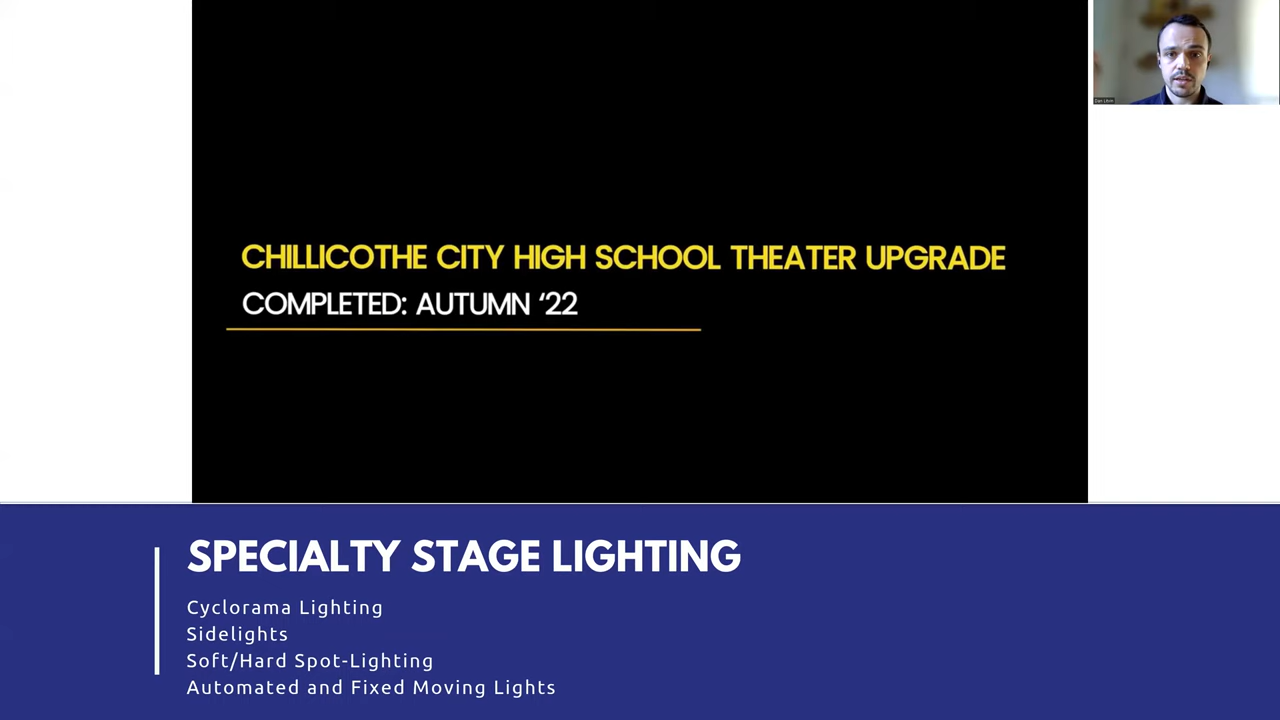 CHILLICOTHE CITY HIGH SCHOOL THEATER UPGRADE
COMPLETED: AUTUMN ‘22
SPECIALTY STAGE LIGHTING
Cyclorama Lighting
Sidelights
Soft/Hard Spot-Lighting
Automated and Fixed Moving Lights